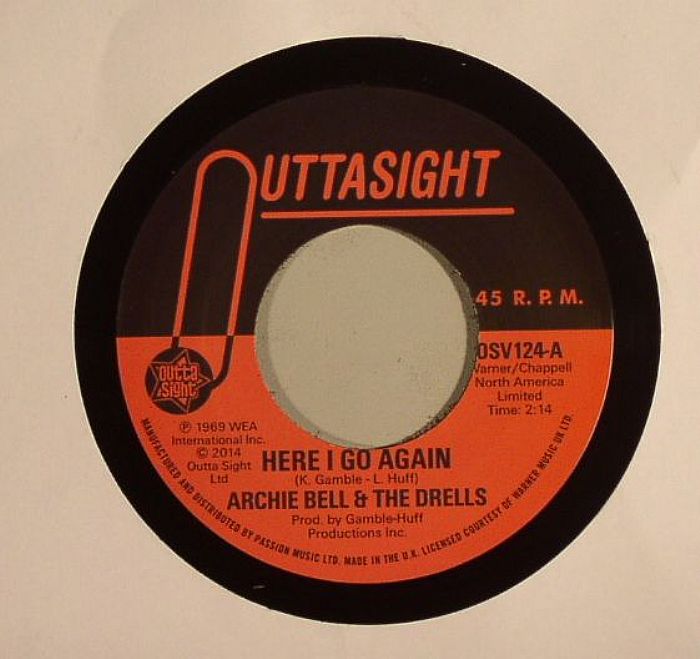 OUTTASIGHT
45 R. P. M.
OSV124-A
Warner/Chappell
North America
Limited
Time: 2:14
outta
sight
℗ 1969 WEA
International Inc.
© 2014
Outta Sight
Ltd
HERE I GO AGAIN
(K. Gamble - L. Huff)
ARCHIE BELL & THE DRELLS
Prod. by Gamble-Huff
Productions Inc.
MANUFACTURED AND DISTRIBUTED BY PASSION MUSIC LTD. MADE IN THE U.K. LICENSED COURTESY OF WARNER MUSIC UK LTD.